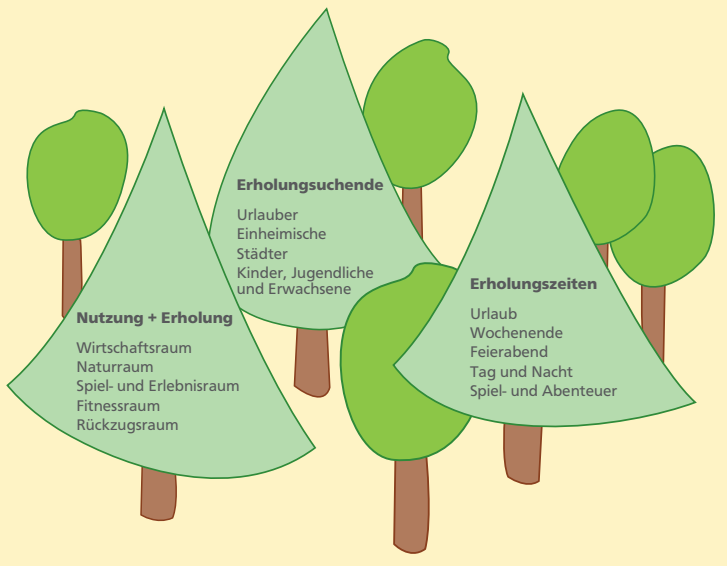 Erholungsuchende
Urlauber
Einheimische
Städter
Kinder, Jugendliche
und Erwachsene
Nutzung + Erholung
Wirtschaftsraum
Naturraum
Spiel- und Erlebnisraum
Fitnessraum
Rückzugsraum
Erholungszeiten
Urlaub
Wochenende
Feierabend
Tag und Nacht
Spiel- und Abenteuer